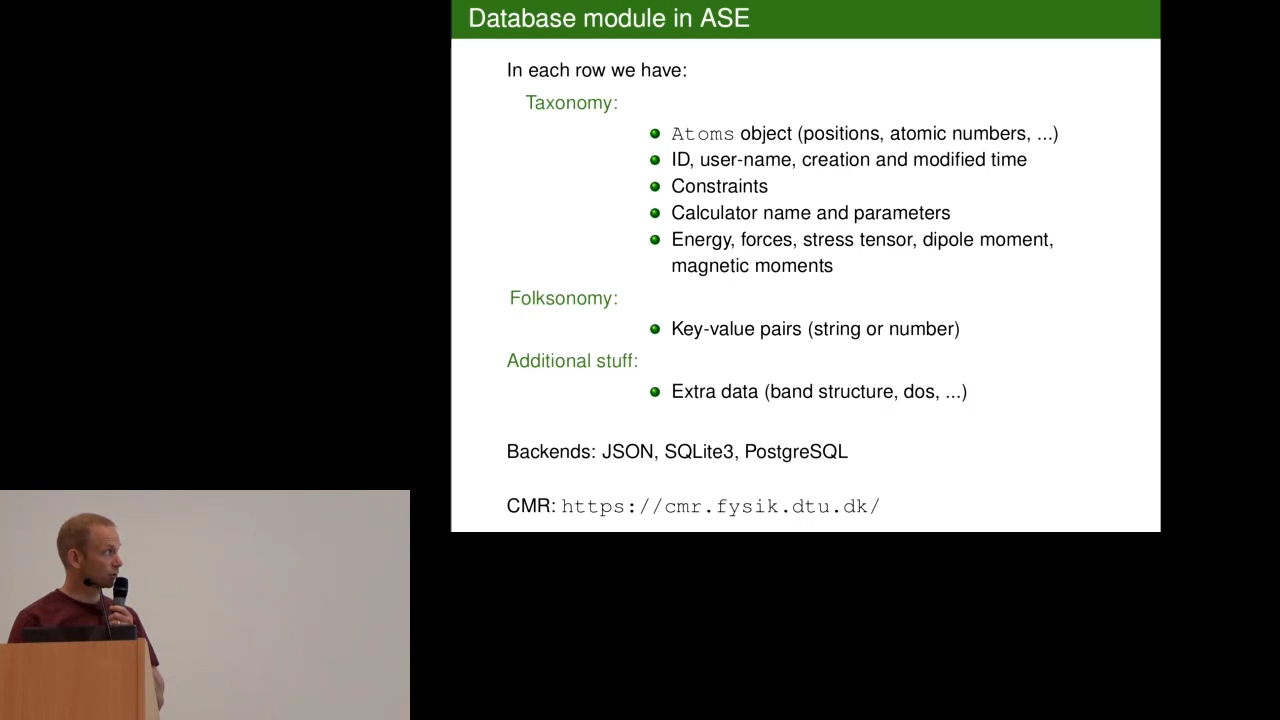 Database module in ASE
In each row we have:
Taxonomy:
Atoms object (positions, atomic numbers, ...)
ID, user-name, creation and modified time
Constraints
Calculator name and parameters
Energy, forces, stress tensor, dipole moment,
magnetic moments
Folksonomy:
Key-value pairs (string or number)
Additional stuff:
Extra data (band structure, dos, ...)
Backends: JSON, SQLite3, PostgreSQL
CMR: https://cmr.fysik.dtu.dk/